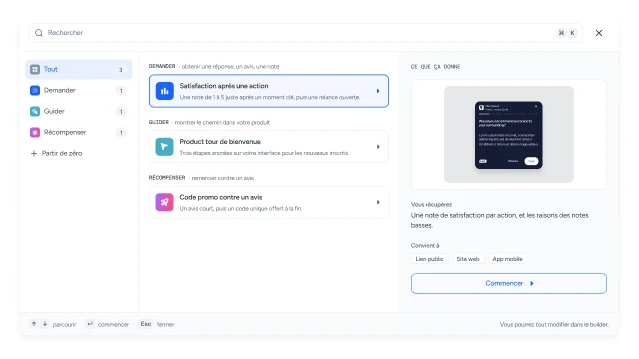 Rechercher
⌘ K
Tout 3
Demander 1
Guider 1
Récompenser 1
Partir de zéro
DEMANDER · obtenir une réponse, un avis, une note
Satisfaction après une action
Une note de 1 à 5 juste après un moment clé, puis une relance ouverte.
GUIDER · montrer le chemin dans votre produit
Product tour de bienvenue
Trois étapes ancrées sur votre interface pour les nouveaux inscrits.
RÉCOMPENSER · remercier contre un avis
Code promo contre un avis
Un avis court, puis un code unique offert à la fin.
CE QUE ÇA DONNE
Vous récupérez
Une note de satisfaction par action, et les raisons des notes
basses.
Convient à
Lien public
Site web
App mobile
Commencer
↑ ↓ parcourir
↵ commencer
Esc fermer
Vous pourrez tout modifier dans le builder.